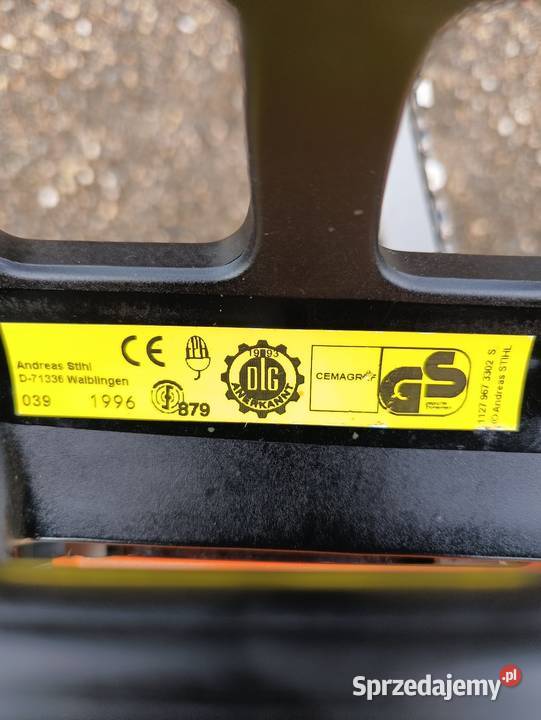 Andreas Stihl
D-71336 Waiblingen
039 1996
CE
879
1993
DLG
ANERKANNT
CEMAGREF
GS
1127 967 3302 S
© Andreas STIHL
Sprzedajemy.pl